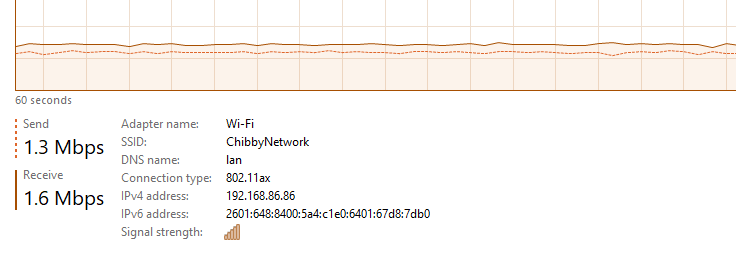 60 seconds
Send
1.3 Mbps
Receive
1.6 Mbps
Adapter name: Wi-Fi
SSID: ChibbyNetwork
DNS name: lan
Connection type: 802.11ax
IPv4 address: 192.168.86.86
IPv6 address: 2601:648:8400:5a4:c1e0:6401:67d8:7db0
Signal strength: